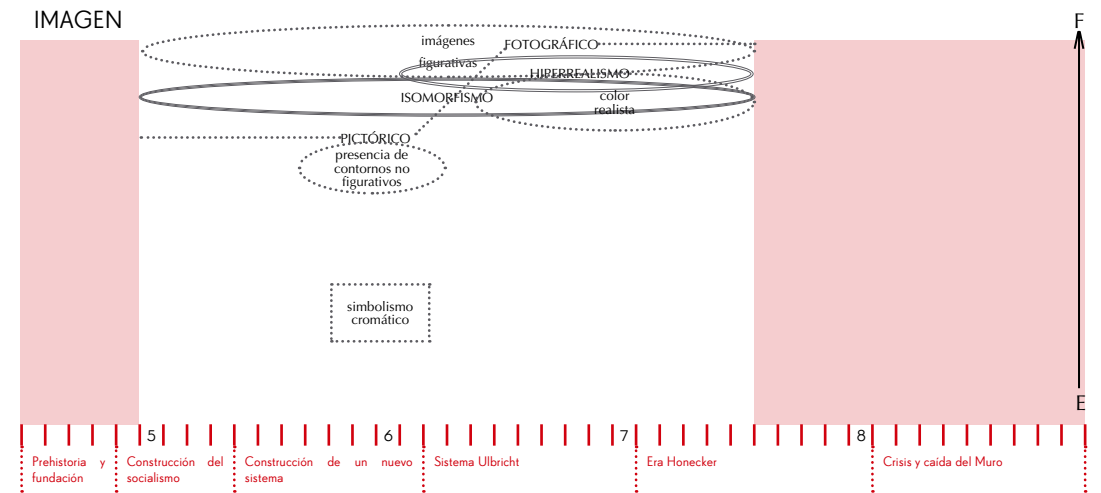 IMAGEN
F
imágenes
FOTOGRÁFICO
figurativas
HIPERREALISMO
ISOMORFISMO
color
realista
PICTÓRICO
presencia de
contornos no
figurativos
simbolismo
cromático
E
5
6
7
8
Prehistoria y
fundación
Construcción del
socialismo
Construcción de un nuevo
sistema
Sistema Ulbricht
Era Honecker
Crisis y caída del Muro